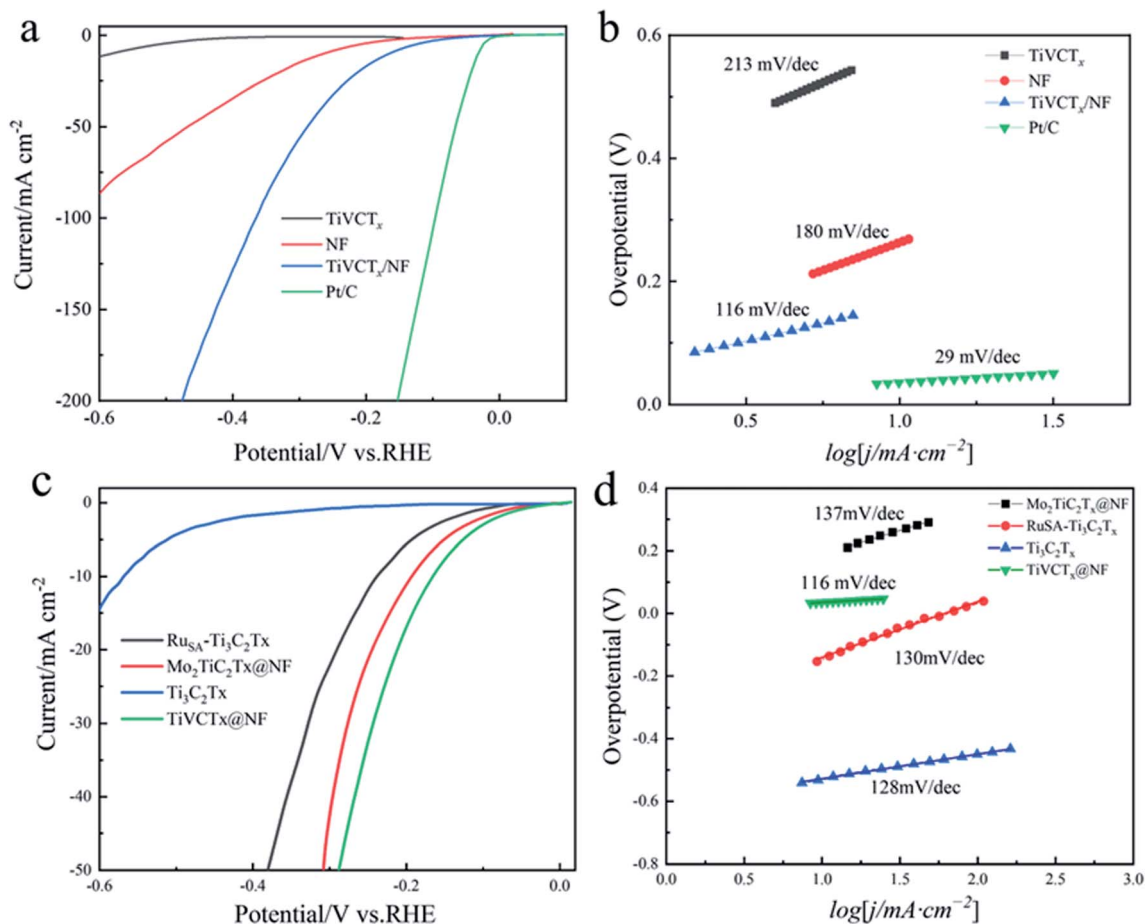 a
0
-50
-100
-150
-200
Current/mA cm⁻²
-0.6
-0.4
-0.2
0.0
Potential/V vs.RHE
TiVCTₓ
NF
TiVCTₓ/NF
Pt/C
b
0.6
0.4
0.2
0.0
Overpotential (V)
0.5
1.0
1.5
log[j/mA·cm⁻²]
213 mV/dec
180 mV/dec
116 mV/dec
29 mV/dec
TiVCTₓ
NF
TiVCTₓ/NF
Pt/C
c
0
-10
-20
-30
-40
-50
Current/mA cm⁻²
-0.6
-0.4
-0.2
0.0
Potential/V vs.RHE
Ru_SA-Ti₃C₂Tx
Mo₂TiC₂Tx@NF
Ti₃C₂Tx
TiVCTx@NF
d
0.4
0.2
0.0
-0.2
-0.4
-0.6
-0.8
Overpotential (V)
0.0
0.5
1.0
1.5
2.0
2.5
3.0
log[j/mA·cm⁻²]
137mV/dec
116 mV/dec
130mV/dec
128mV/dec
Mo₂TiC₂Tₓ@NF
RuSA-Ti₃C₂Tₓ
Ti₃C₂Tₓ
TiVCTₓ@NF